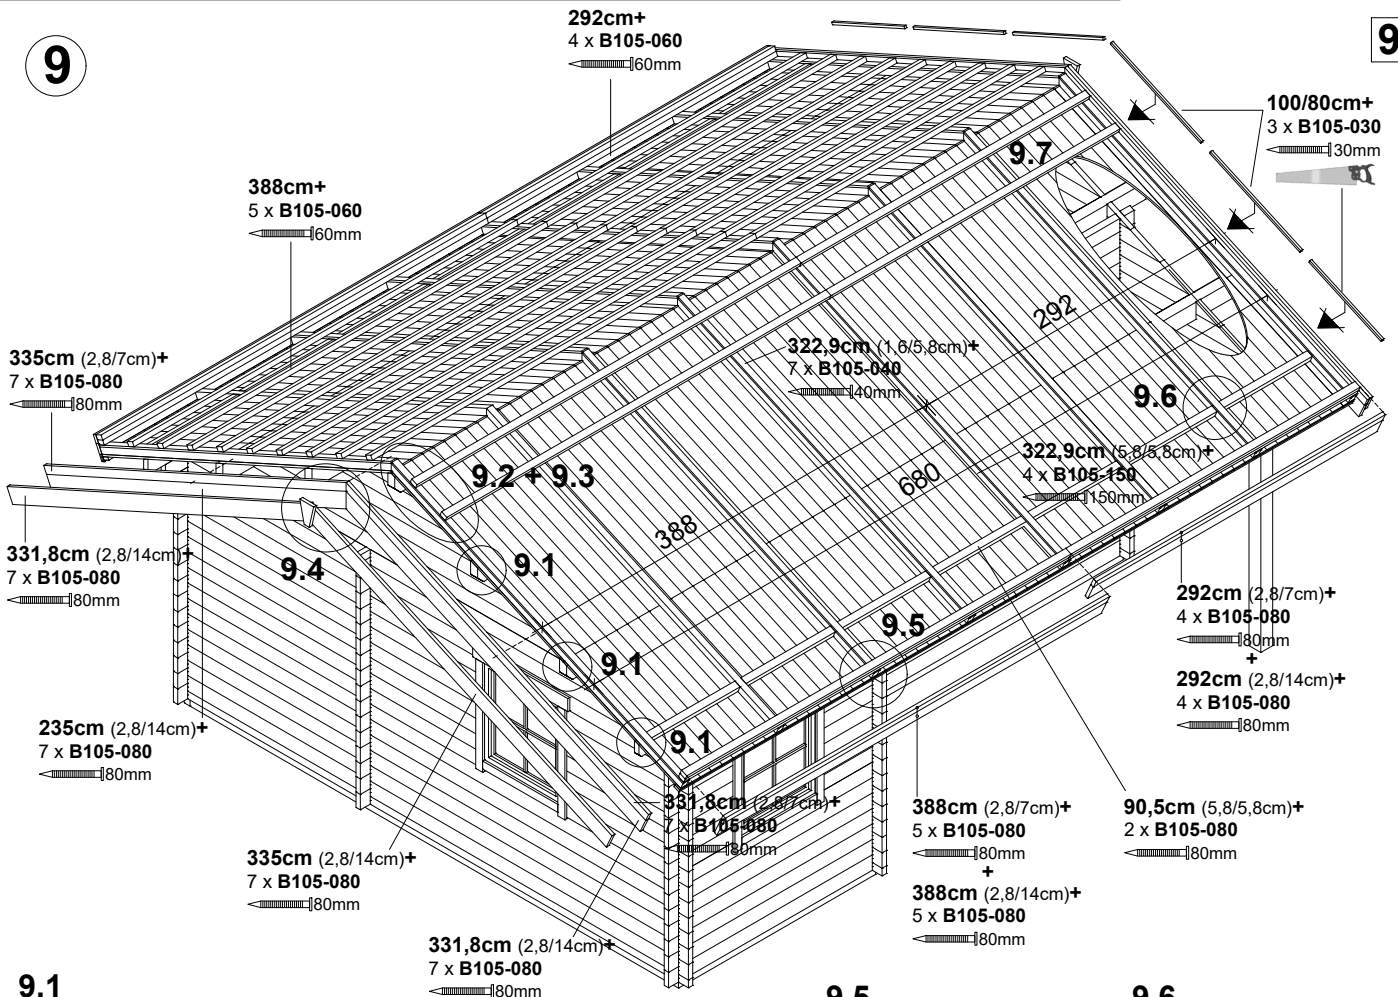 9
292cm+
4 x B105-060
60mm
9
100/80cm+
3 x B105-030
30mm
9.7
388cm+
5 x B105-060
60mm
292
335cm (2,8/7cm)+
7 x B105-080
80mm
322,9cm (1,6/5,8cm)+
7 x B105-040
40mm
9.6
9.2 + 9.3
680
322,9cm (5,8/5,8cm)+
4 x B105-150
150mm
388
331,8cm (2,8/14cm)+
7 x B105-080
80mm
9.4
9.1
9.5
292cm (2,8/7cm)+
4 x B105-080
80mm
+
292cm (2,8/14cm)+
4 x B105-080
80mm
9.1
235cm (2,8/14cm)+
7 x B105-080
80mm
9.1
331,8cm (2,8/7cm)+
7 x B105-080
80mm
388cm (2,8/7cm)+
5 x B105-080
80mm
+
388cm (2,8/14cm)+
5 x B105-080
80mm
90,5cm (5,8/5,8cm)+
2 x B105-080
80mm
335cm (2,8/14cm)+
7 x B105-080
80mm
331,8cm (2,8/14cm)+
7 x B105-080
80mm
9.1
9.5
9.6